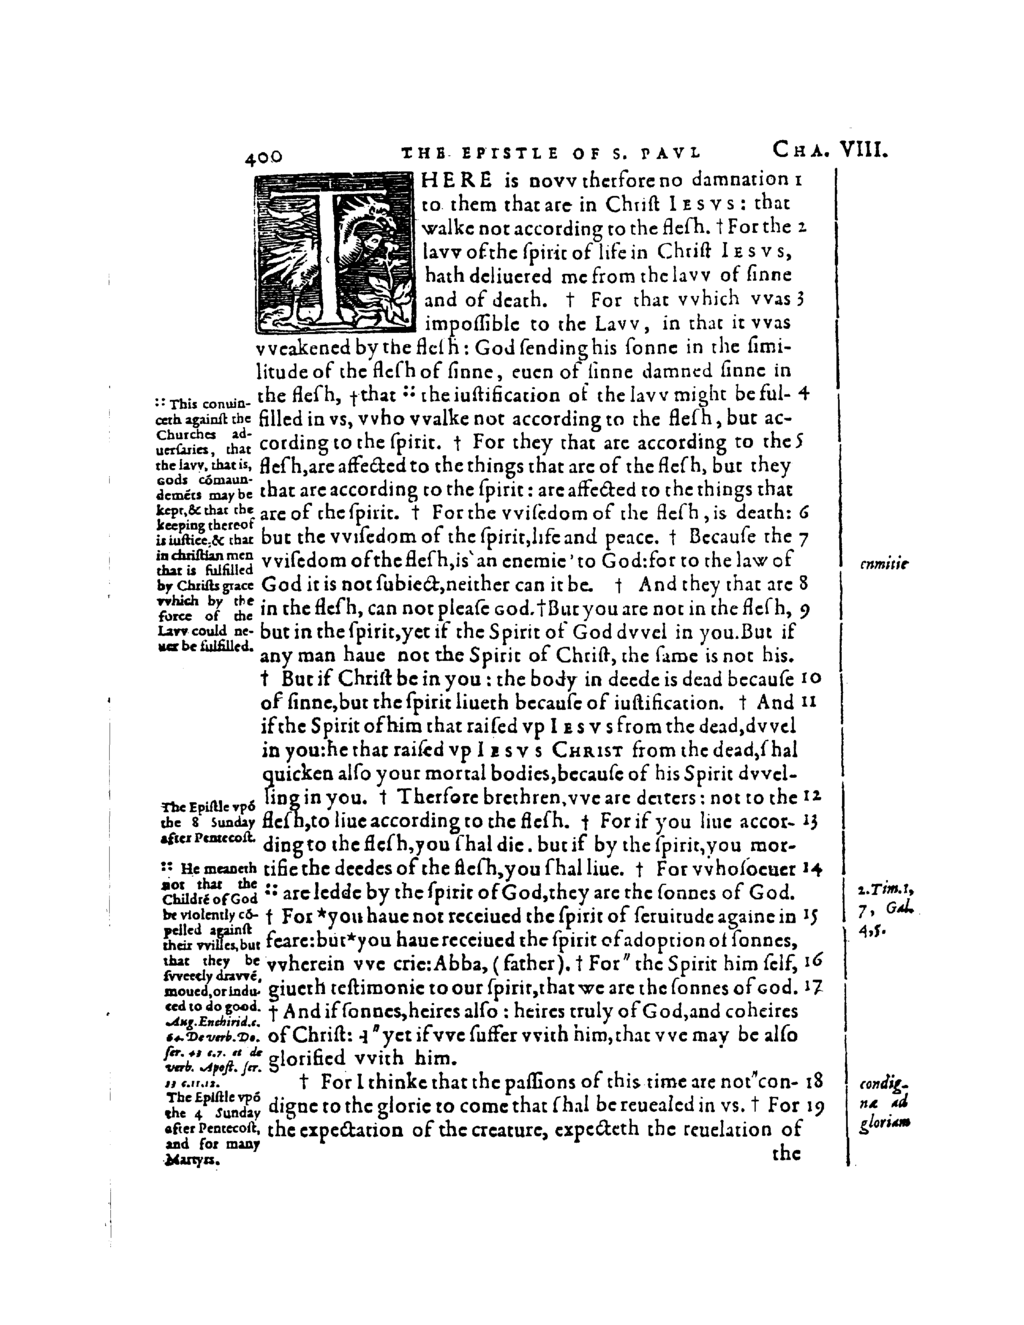 400 THE EPISTLE OF S. PAVL CHA. VIII.
THERE is novv therfore no damnation 1
to them that are in Chriſt IESVS: that
walke not according to the fleſh. † For the 2
lavv of the ſpirit of life in Chriſt IESVS,
hath deliuered me from the lavv of ſinne
and of death. † For that vvhich vvas 3
impoſſible to the Lavv, in that it vvas
vveakened by the fleſh: God ſending his ſonne in the ſimi-
litude of the fleſh of ſinne, euen of ſinne damned ſinne in
the fleſh, † that :: the iuſtification of the lavv might be ful- 4
filled in vs, vvho vvalke not according to the fleſh, but ac-
cording to the ſpirit. † For they that are according to the 5
fleſh, are affected to the things that are of the fleſh, but they
that are according to the ſpirit: are affected to the things that
are of the ſpirit. † For the vviſedom of the fleſh, is death: 6
but the vviſedom of the ſpirit, life and peace. † Becauſe the 7
vviſedom of the fleſh, is ‵an enemie′ to God: for to the law of
God it is not ſubiect, neither can it be. † And they that are 8
in the fleſh, can not pleaſe God. † But you are not in the fleſh, 9
but in the ſpirit, yet if the Spirit of God dvvel in you. But if
any man haue not the Spirit of Chriſt, the ſame is not his.
† But if Chriſt be in you: the body in deede is dead becauſe 10
of ſinne, but the ſpirit liueth becauſe of iuſtification. † And 11
if the Spirit of him that raiſed vp IESVS from the dead, dvvel
in you: he that raiſed vp IESVS CHRIST from the dead, ſhal
quicken alſo your mortal bodies, becauſe of his Spirit dvvel-
ling in you. † Therfore brethren, vve are detters: not to the 12
fleſh, to liue according to the fleſh. † For if you liue accor- 13
ding to the fleſh, you ſhal die. but if by the ſpirit, you mor-
tifie the deedes of the fleſh, you ſhal liue. † For vvhoſoeuer 14
:: are ledde by the ſpirit of God, they are the ſonnes of God.
† For *you haue not receiued the ſpirit of ſeruitude againe in 15
feare: but *you haue receiued the ſpirit of adoption of ſonnes,
vvherein vve crie: Abba, (father). † For " the Spirit him ſelf, 16
giueth teſtimonie to our ſpirit, that we are the ſonnes of God. 17
† And if ſonnes, heires alſo: heires truly of God, and coheires
of Chriſt: ⊣ " yet if vve ſuffer vvith him, that vve may be alſo
glorified vvith him.
† For I thinke that the paſſions of this time are not "con- 18
digne to the glorie to come that ſhal be reuealed in vs. † For 19
the expectation of the creature, expecteth the reuelation of
the
:: This conuin-
ceth againſt the
Churches ad-
uerſaries, that
the lavv, that is,
Gods cōmaun-
demēts may be
kept, & that the
keeping thereof
is iuſtice, & that
in chriſtian men
that is fulfilled
by Chriſts grace
vvhich by the
force of the
Lavv could ne-
uer be fulfilled.
The Epiſtle vpō
the 8 Sunday
after Pentecoſt.
:: He meaneth
not that the
Childrē of God
be violently cō-
pelled againſt
their vvilles, but
that they be
ſvveetly dravvē,
moued, or indu-
ced to do good.
Aug. Enchirid. c.
64. De verb. Do.
ſer. 43 c. 7. et de
verb. Apoſt. ſer.
13 c. 11. 12.
The Epiſtle vpō
the 4 Sunday
after Pentecoſt,
and for many
Martyrs.
enmitie
2. Tim. 1,
7, Gal.
4, 5.
condig-
næ ad
gloriam